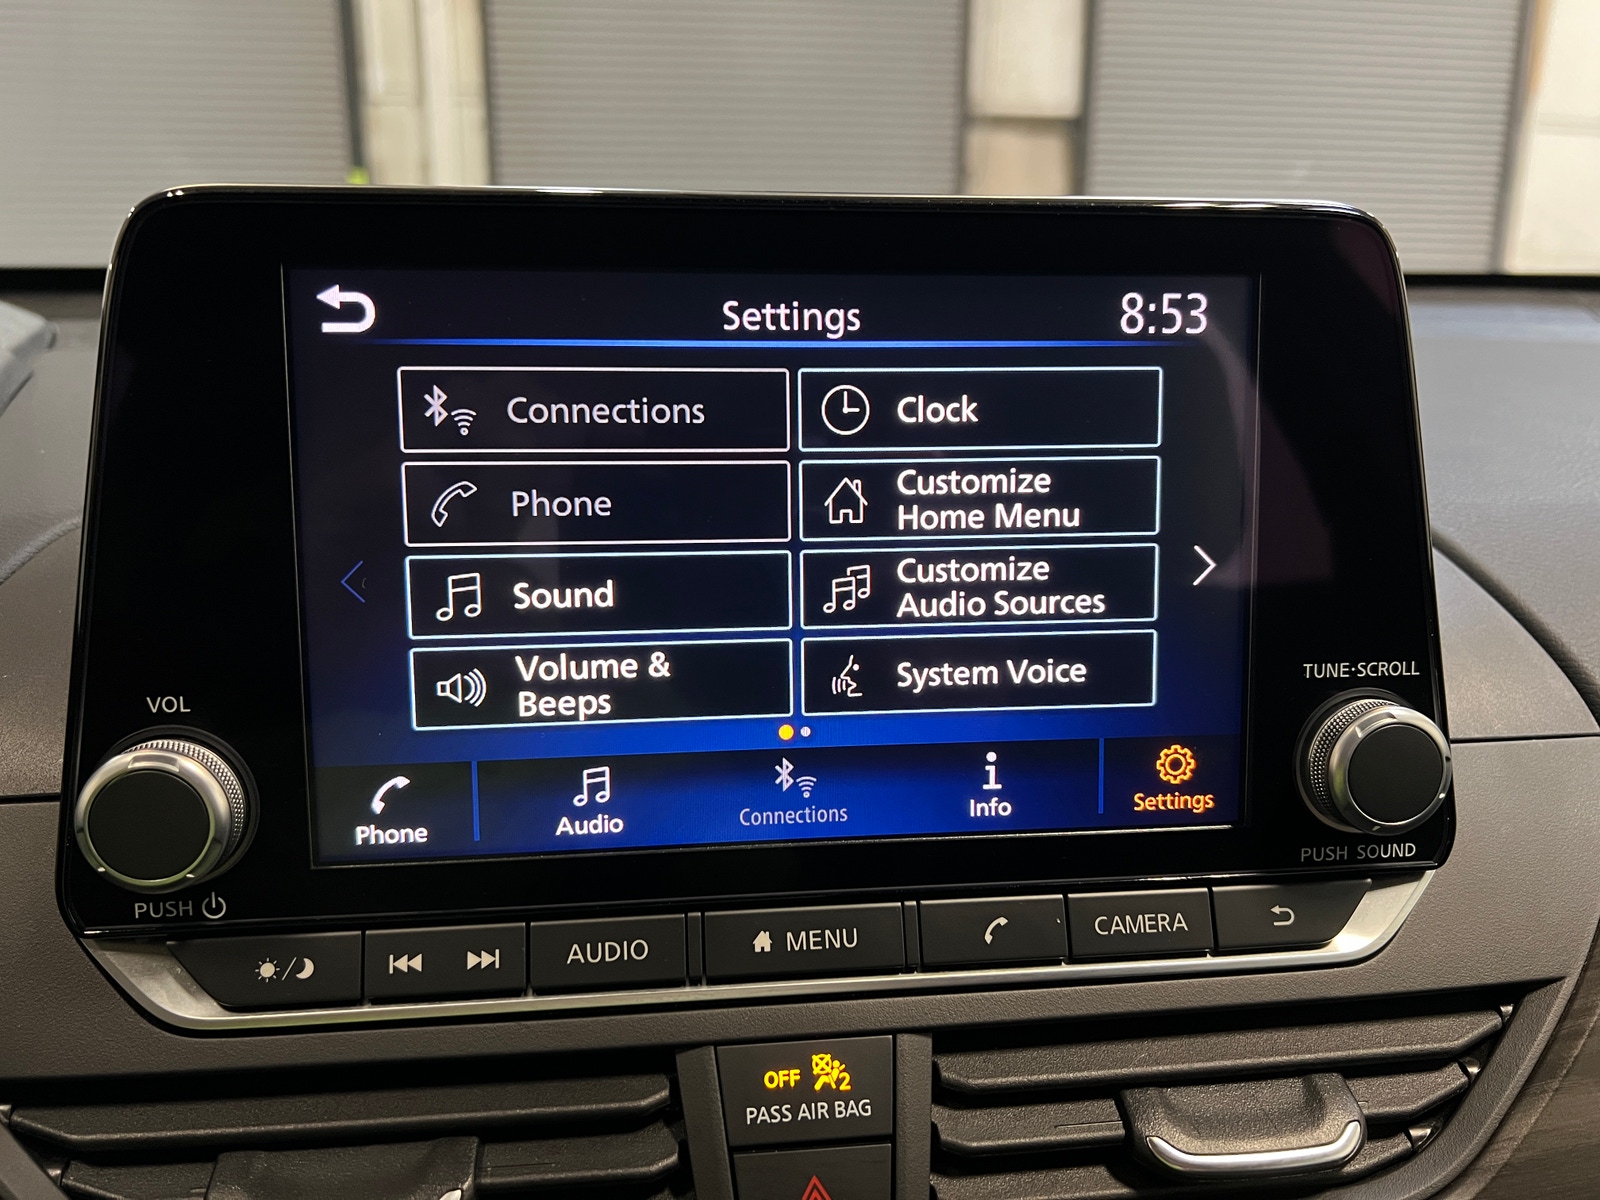 Settings
8:53
Connections
Clock
Phone
Customize
Home Menu
Sound
Customize
Audio Sources
Volume &
Beeps
System Voice
Phone
Audio
Connections
Info
Settings
VOL
PUSH
TUNE·SCROLL
PUSH SOUND
AUDIO
MENU
CAMERA
OFF 2
PASS AIR BAG